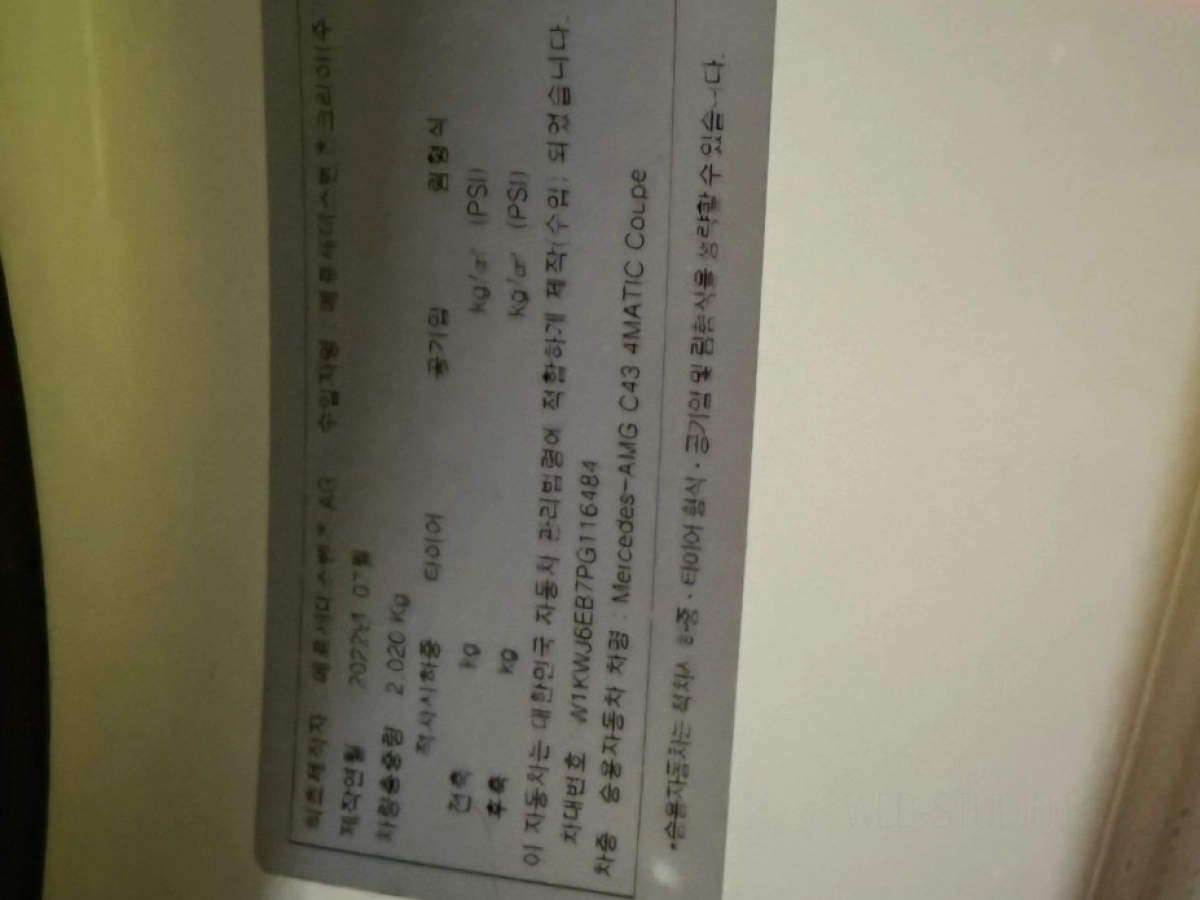 최초제작자 메르세데스벤츠 AG 수입자명 : 메르세데스벤츠코리아(주
제작연월 2022년 07월
차량총중량 2.020 Kg
적차시하중 타이어 공기압 림형식
전축 kg kg/㎠ (PSI)
후축 kg kg/㎠ (PSI)
이 자동차는 대한민국 자동차 관리법령에 적합하게 제작(수입) 되었습니다.
차대번호 W1KWJ6EB7PG116484
차종 승용자동차 차명 : Mercedes-AMG C43 4MATIC Coupe
*승용자동차는 적차시 하중·타이어 형식·공기압 및 림형식을 생략할 수 있습니다.
WEB-STUDIO